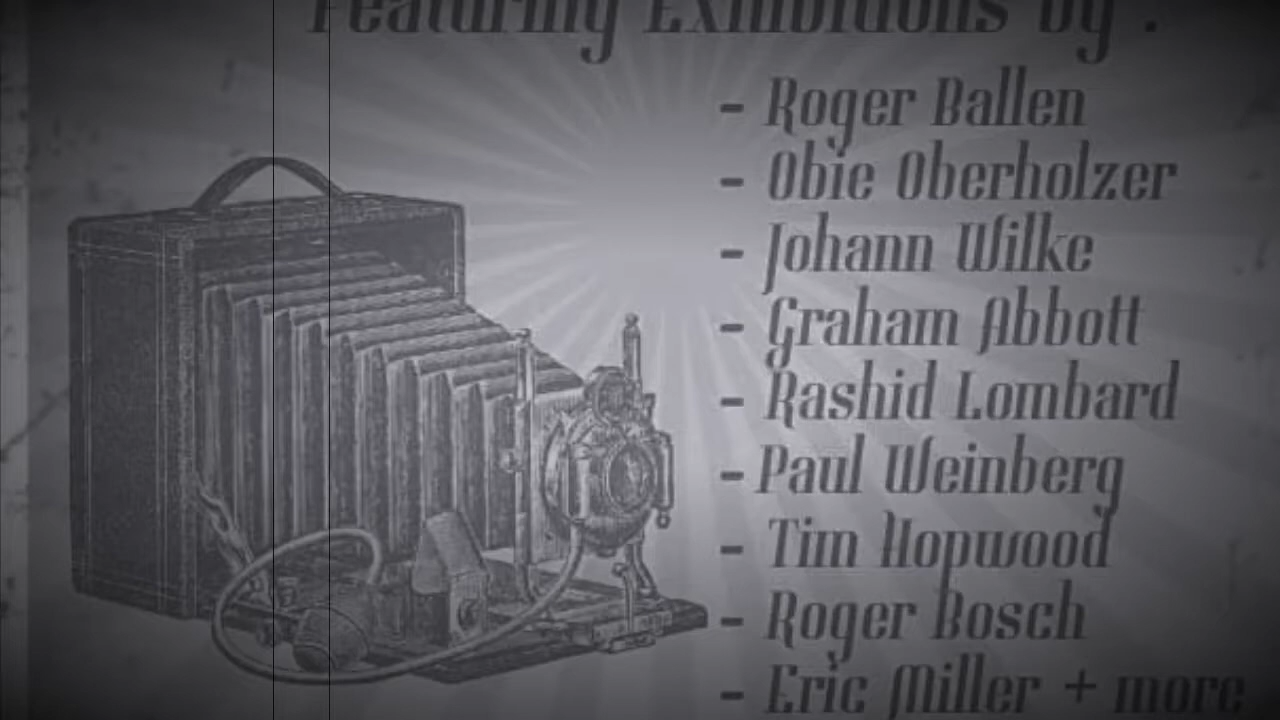 Featuring Exhibitions by :
- Roger Ballen
- Obie Oberholzer
- Johann Wilke
- Graham Abbott
- Rashid Lombard
- Paul Weinberg
- Tim Hopwood
- Roger Bosch
- Eric Miller + more